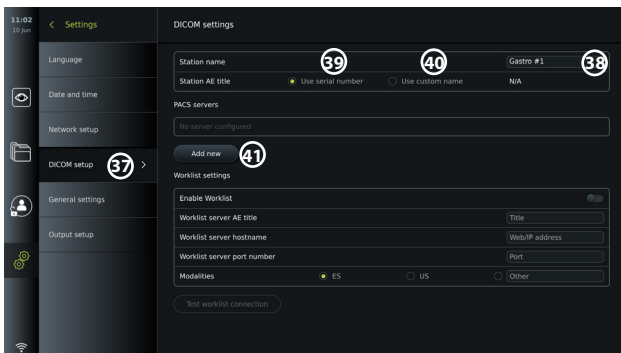 11:02
10 Jun
Settings
DICOM settings
Language
Date and time
Network setup
DICOM setup 37
General settings
Output setup
39 40
Station name Gastro #1 38
Station AE title Use serial number Use custom name N/A
PACS servers
No server configured
Add new 41
Worklist settings
Enable Worklist
Worklist server AE title Title
Worklist server hostname Web/IP address
Worklist server port number Port
Modalities ES US Other
Test worklist connection